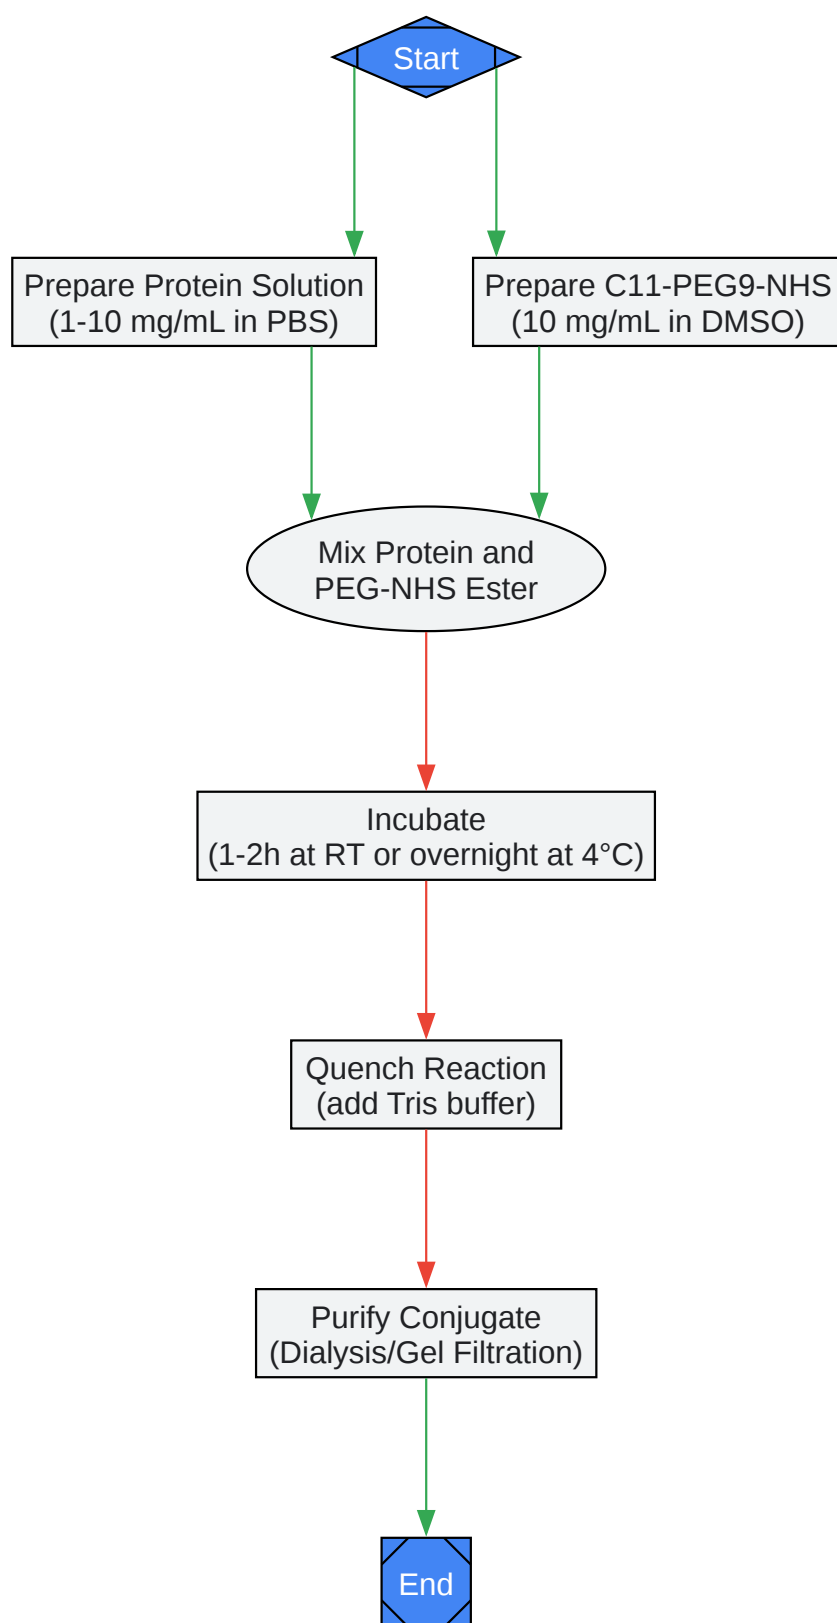 Start
Prepare Protein Solution
(1-10 mg/mL in PBS)
Prepare C11-PEG9-NHS
(10 mg/mL in DMSO)
Mix Protein and
PEG-NHS Ester
Incubate
(1-2h at RT or overnight at 4°C)
Quench Reaction
(add Tris buffer)
Purify Conjugate
(Dialysis/Gel Filtration)
End